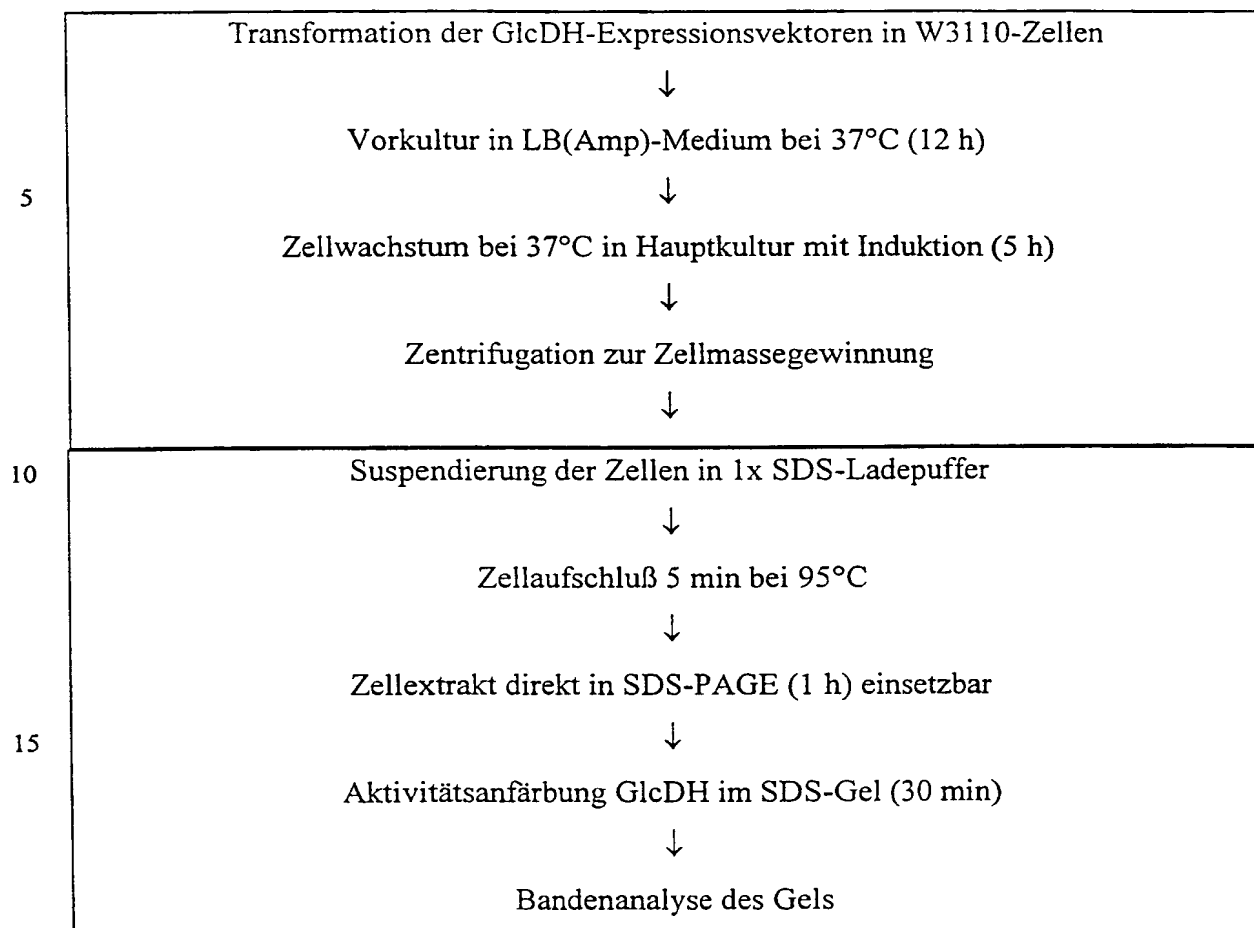 Transformation der GlcDH-Expressionsvektoren in W3110-Zellen
↓
Vorkultur in LB(Amp)-Medium bei 37°C (12 h)
5
↓
Zellwachstum bei 37°C in Hauptkultur mit Induktion (5 h)
↓
Zentrifugation zur Zellmassegewinnung
↓
10
Suspendierung der Zellen in 1x SDS-Ladepuffer
↓
Zellaufschluß 5 min bei 95°C
↓
Zellextrakt direkt in SDS-PAGE (1 h) einsetzbar
15
↓
Aktivitätsanfärbung GlcDH im SDS-Gel (30 min)
↓
Bandenanalyse des Gels